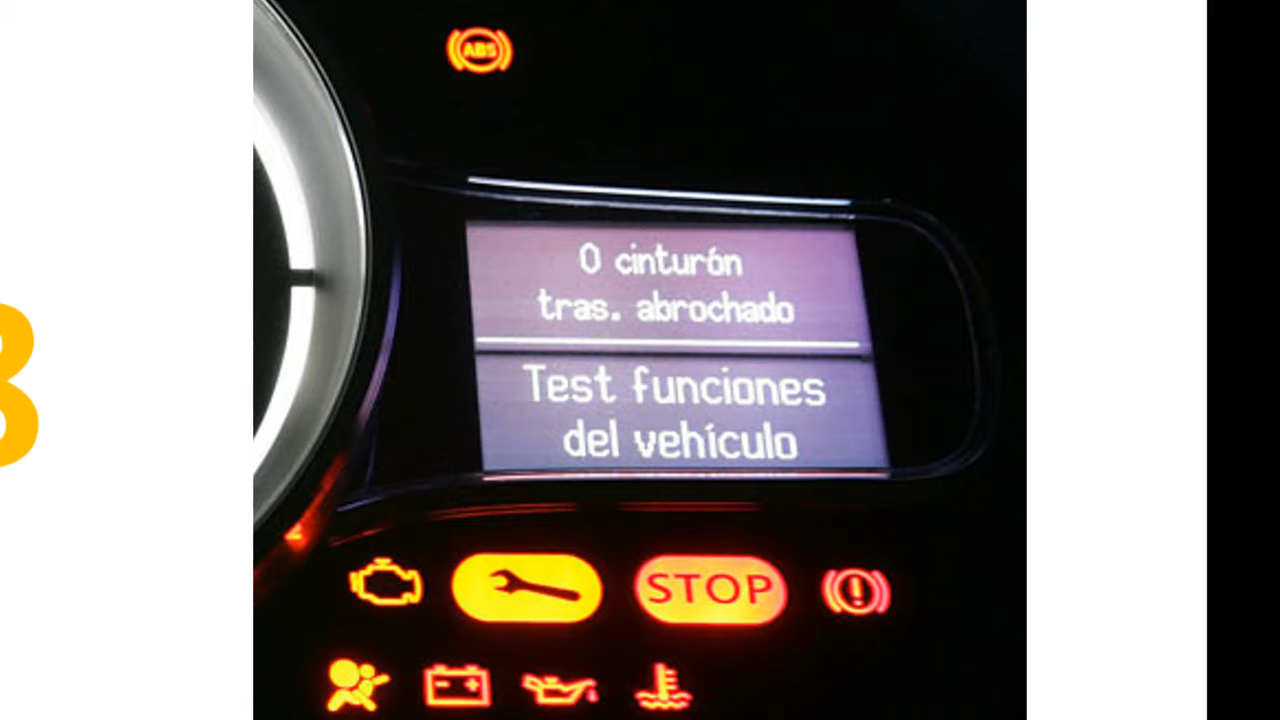 ABS
0 cinturón
tras. abrochado
Test funciones
del vehículo
STOP